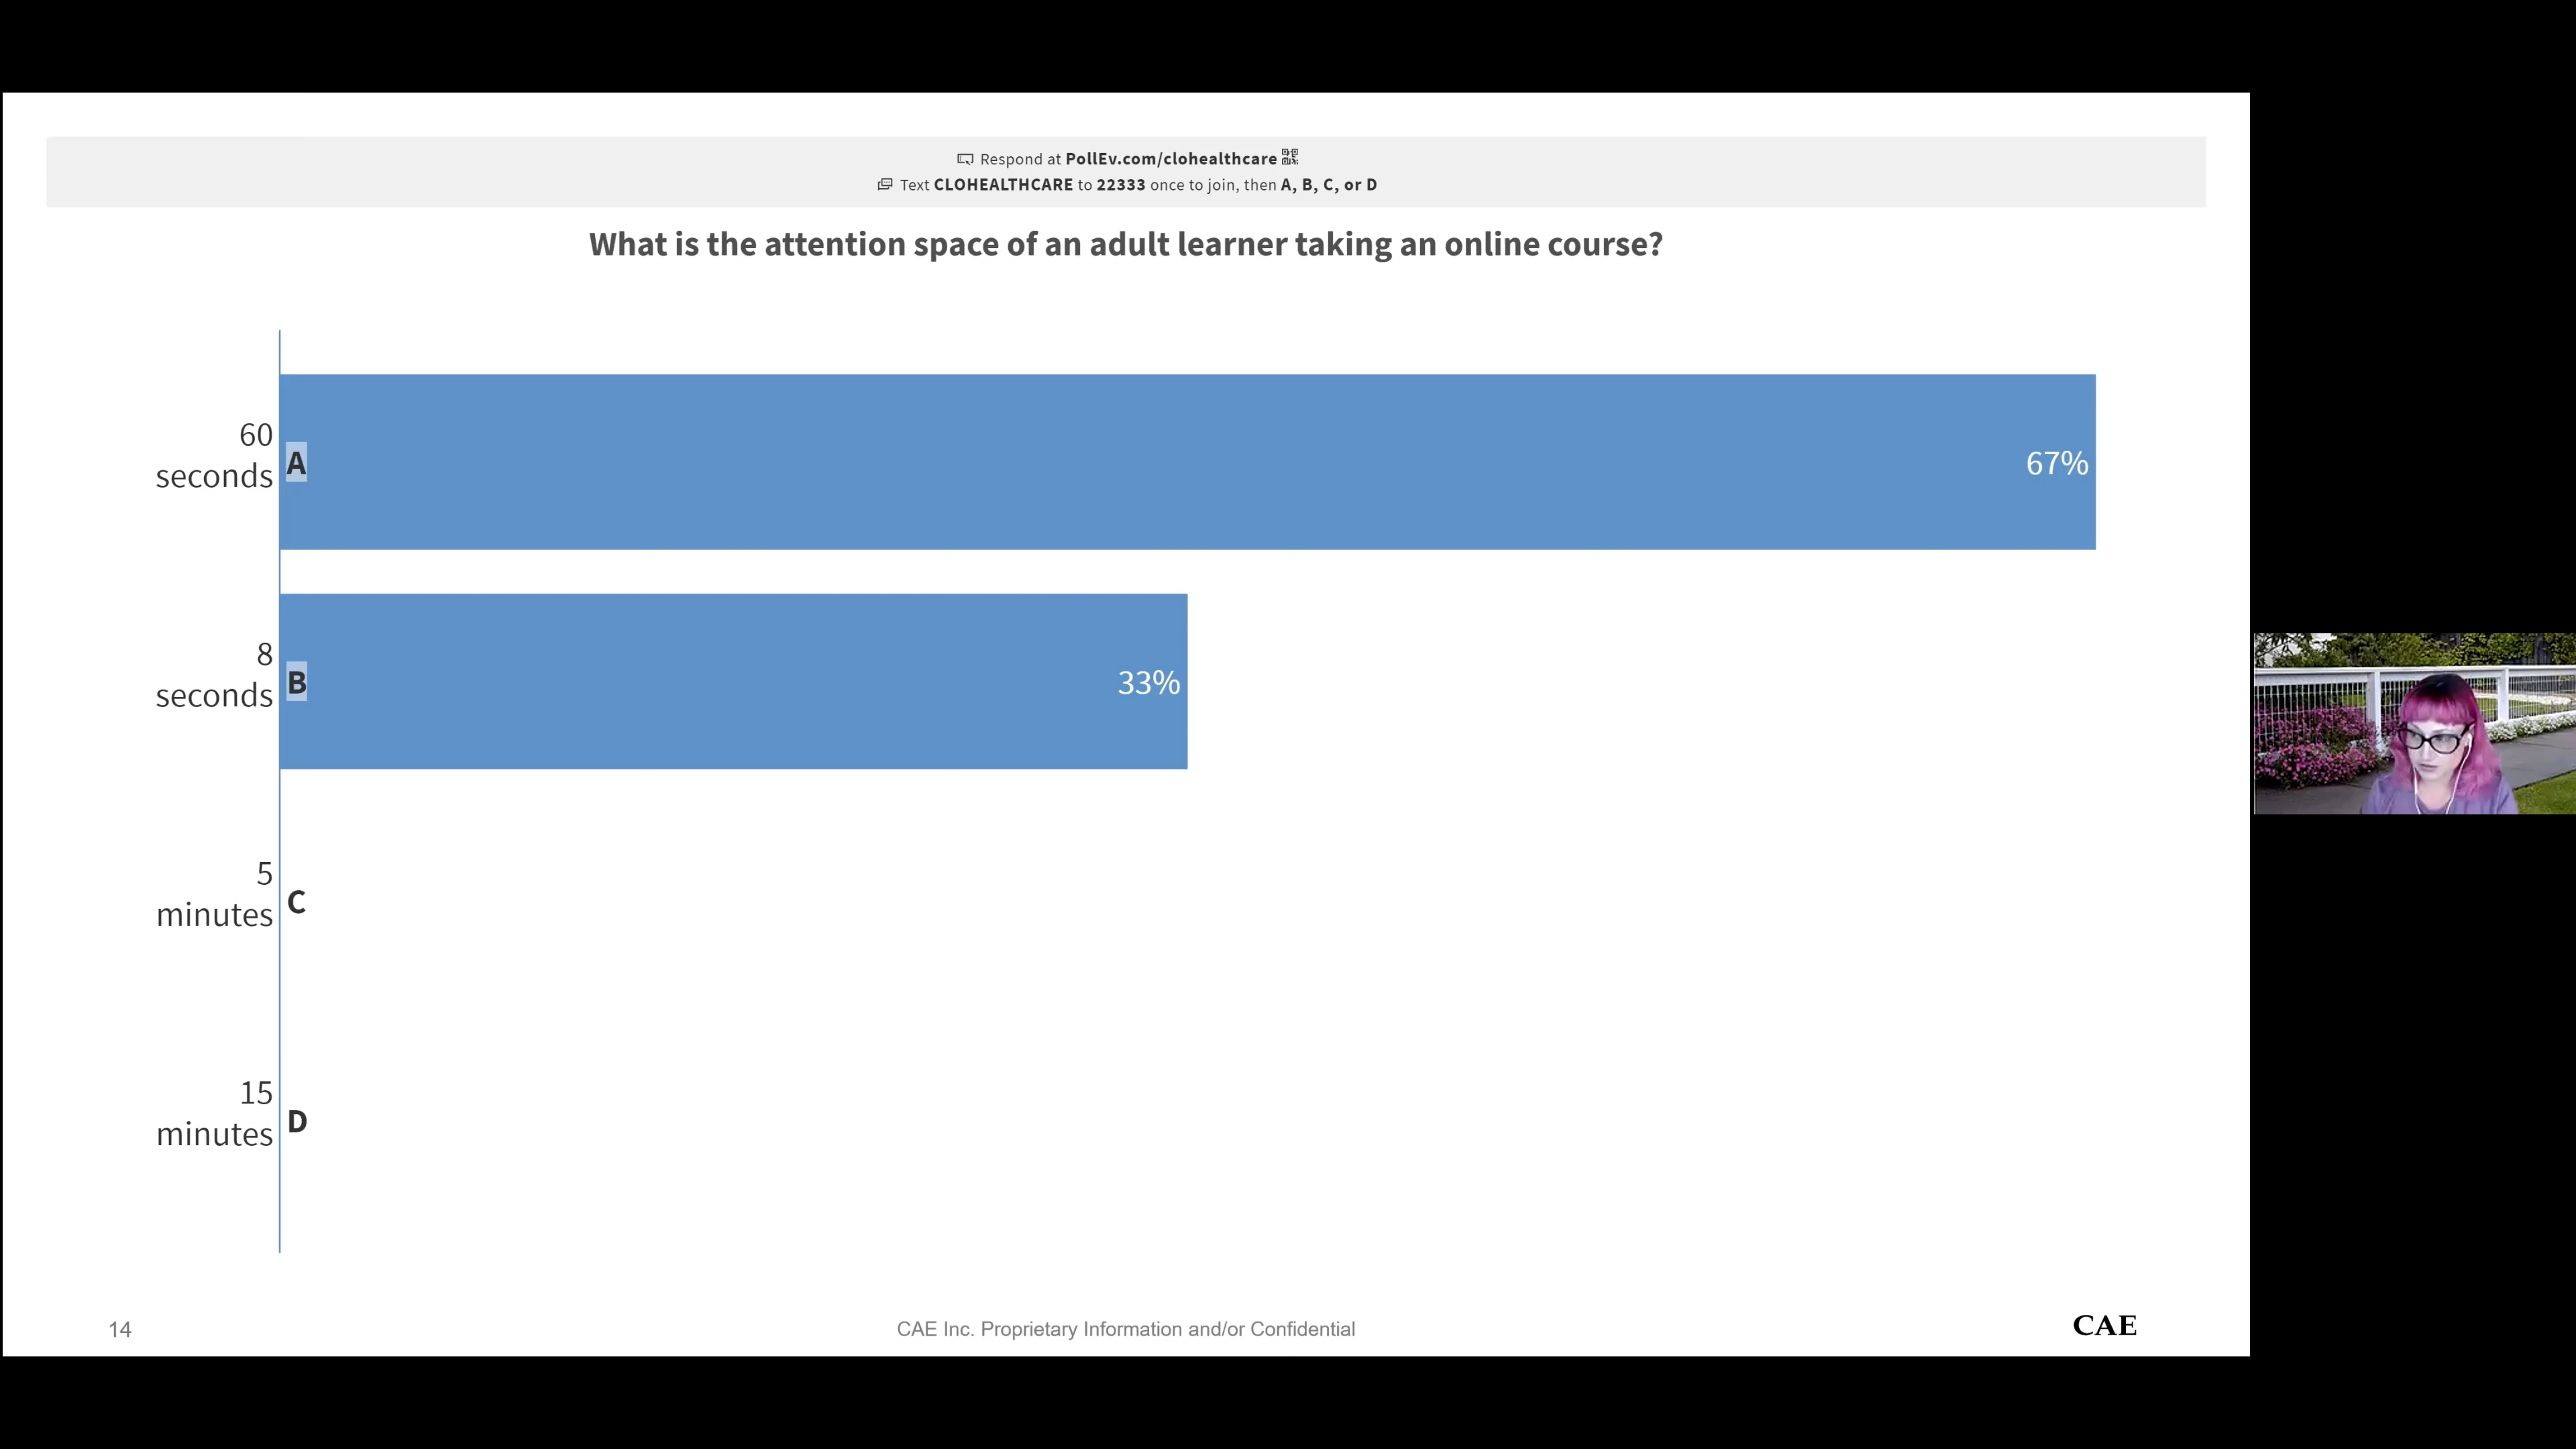 Respond at PollEv.com/clohealthcare
Text CLOHEALTHCARE to 22333 once to join, then A, B, C, or D
What is the attention space of an adult learner taking an online course?
60
seconds
A
67%
8
seconds
B
33%
5
minutes
C
15
minutes
D
14
CAE Inc. Proprietary Information and/or Confidential
CAE